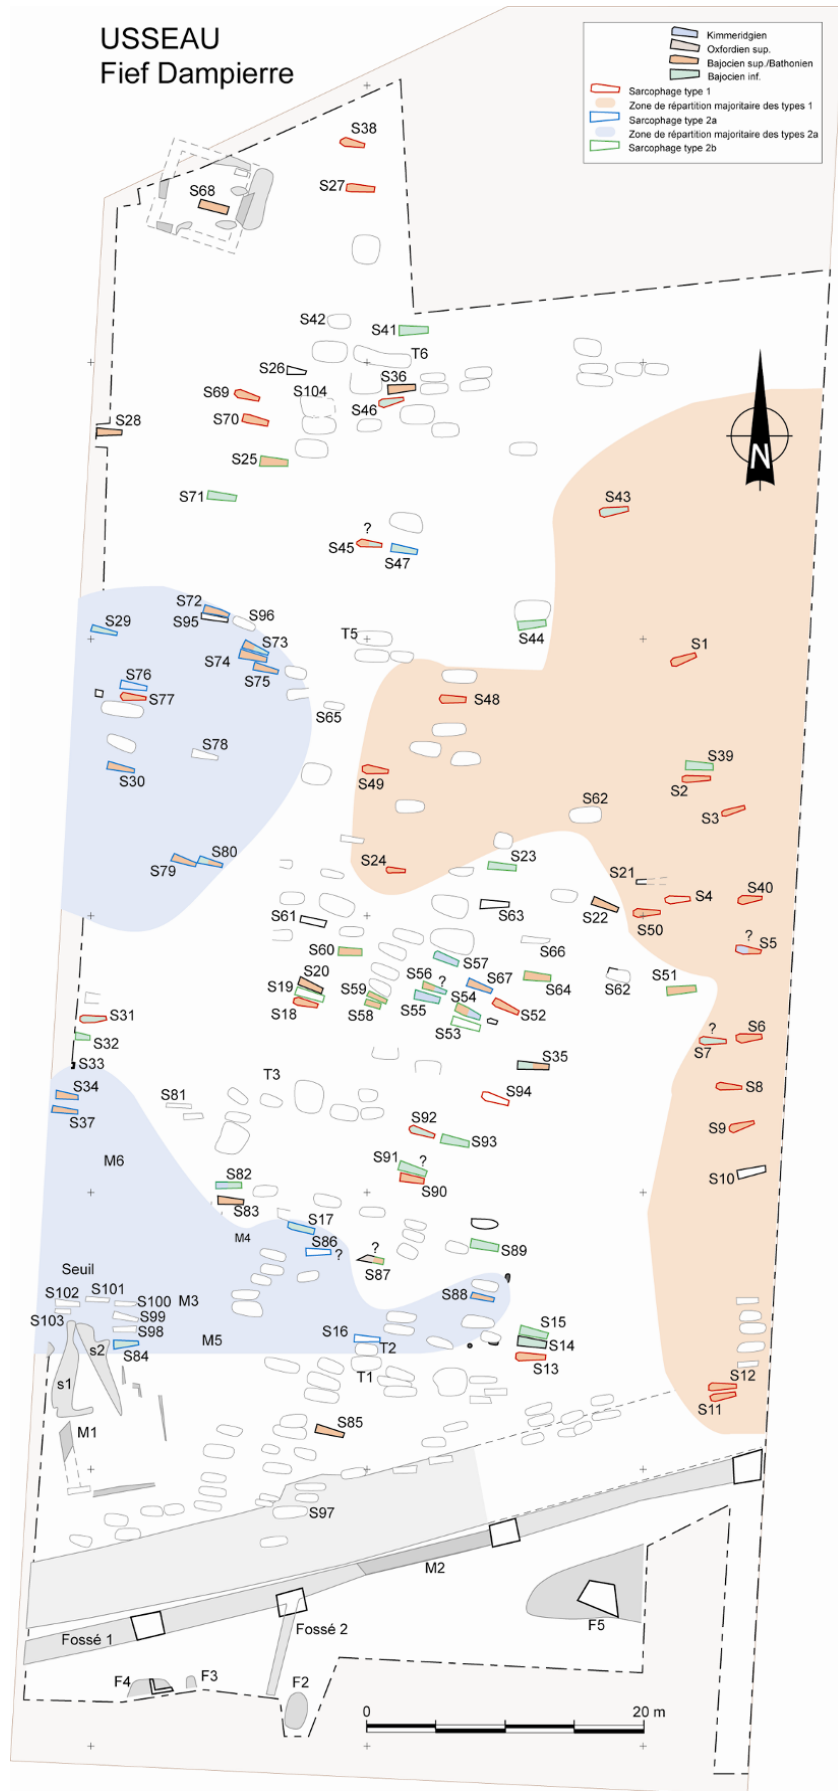 USSEAU
Fief Dampierre
Kimmeridgien
Oxfordien sup.
Bajocien sup./Bathonien
Bajocien inf.
Sarcophage type 1
Zone de répartition majoritaire des types 1
Sarcophage type 2a
Zone de répartition majoritaire des types 2a
Sarcophage type 2b
S38
S27
S68
S42
S41
T6
S26
S36
S69
S104
S46
S70
S28
S25
S71
S43
?
S45
S47
S72
S95
S96
S29
S73
T5
S44
S74
S75
S1
S76
S77
S48
S65
S78
S39
S30
S49
S2
S62
S3
S79
S80
S24
S23
S21
S4
S40
S61
S63
S22
S50
S60
S66
?
S5
S57
S20
S56
?
S67
S62
S19
S59
S55
S54
S64
S51
S18
S58
S52
S31
S53
?
S6
S32
S7
S33
S35
S34
T3
S8
S81
S94
S37
S92
S9
S93
M6
S91
?
S10
S82
S90
S83
S17
M4
S86
?
?
S89
S87
Seuil
S102
S101
S100
M3
S88
S103
S99
S98
M5
S16
T2
S15
S14
s2
S84
S13
s1
T1
S12
S11
M1
S85
S97
M2
F5
Fossé 1
Fossé 2
F4
F3
F2
0
20 m
N